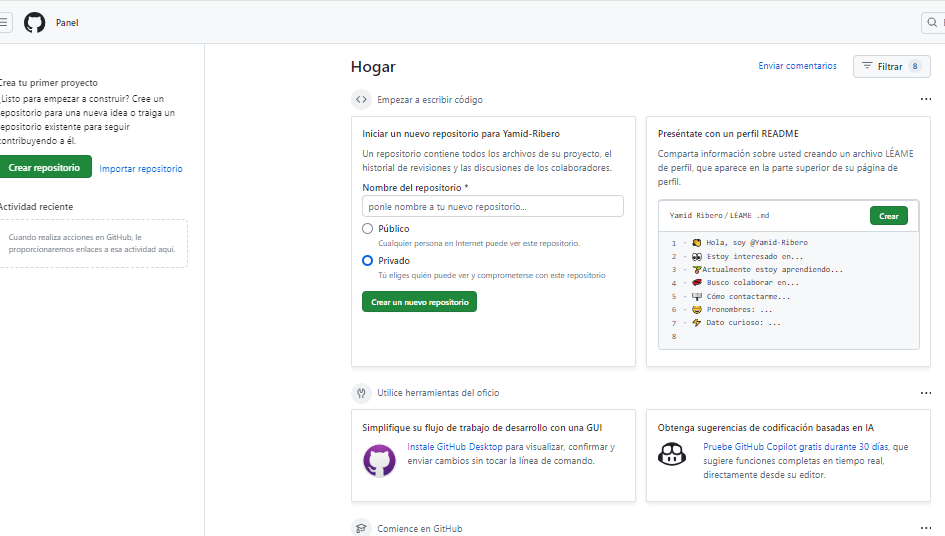 Panel
Crea tu primer proyecto
¿Listo para empezar a construir? Cree un
repositorio para una nueva idea o traiga un
repositorio existente para seguir
contribuyendo a él.
Crear repositorio
Importar repositorio
Actividad reciente
Cuando realiza acciones en GitHub, le
proporcionaremos enlaces a esa actividad aquí.
Hogar
Enviar comentarios
Filtrar 8
Empezar a escribir código
Iniciar un nuevo repositorio para Yamid-Ribero
Un repositorio contiene todos los archivos de su proyecto, el
historial de revisiones y las discusiones de los colaboradores.
Nombre del repositorio *
ponle nombre a tu nuevo repositorio...
Público
Cualquier persona en Internet puede ver este repositorio.
Privado
Tú eliges quién puede ver y comprometerse con este repositorio
Crear un nuevo repositorio
Preséntate con un perfil README
Comparta información sobre usted creando un archivo LÉAME
de perfil, que aparece en la parte superior de su página de
perfil.
Yamid Ribero / LÉAME .md
Crear
1 - 👋 Hola, soy @Yamid-Ribero
2 - 👀 Estoy interesado en...
3 - 🌱Actualmente estoy aprendiendo...
4 - 💞️ Busco colaborar en...
5 - 📫 Cómo contactarme...
6 - 😄 Pronombres: ...
7 - ⚡ Dato curioso: ...
8
Utilice herramientas del oficio
Simplifique su flujo de trabajo de desarrollo con una GUI
Instale GitHub Desktop para visualizar, confirmar y
enviar cambios sin tocar la línea de comando.
Obtenga sugerencias de codificación basadas en IA
Pruebe GitHub Copilot gratis durante 30 días, que
sugiere funciones completas en tiempo real,
directamente desde su editor.
Comience en GitHub